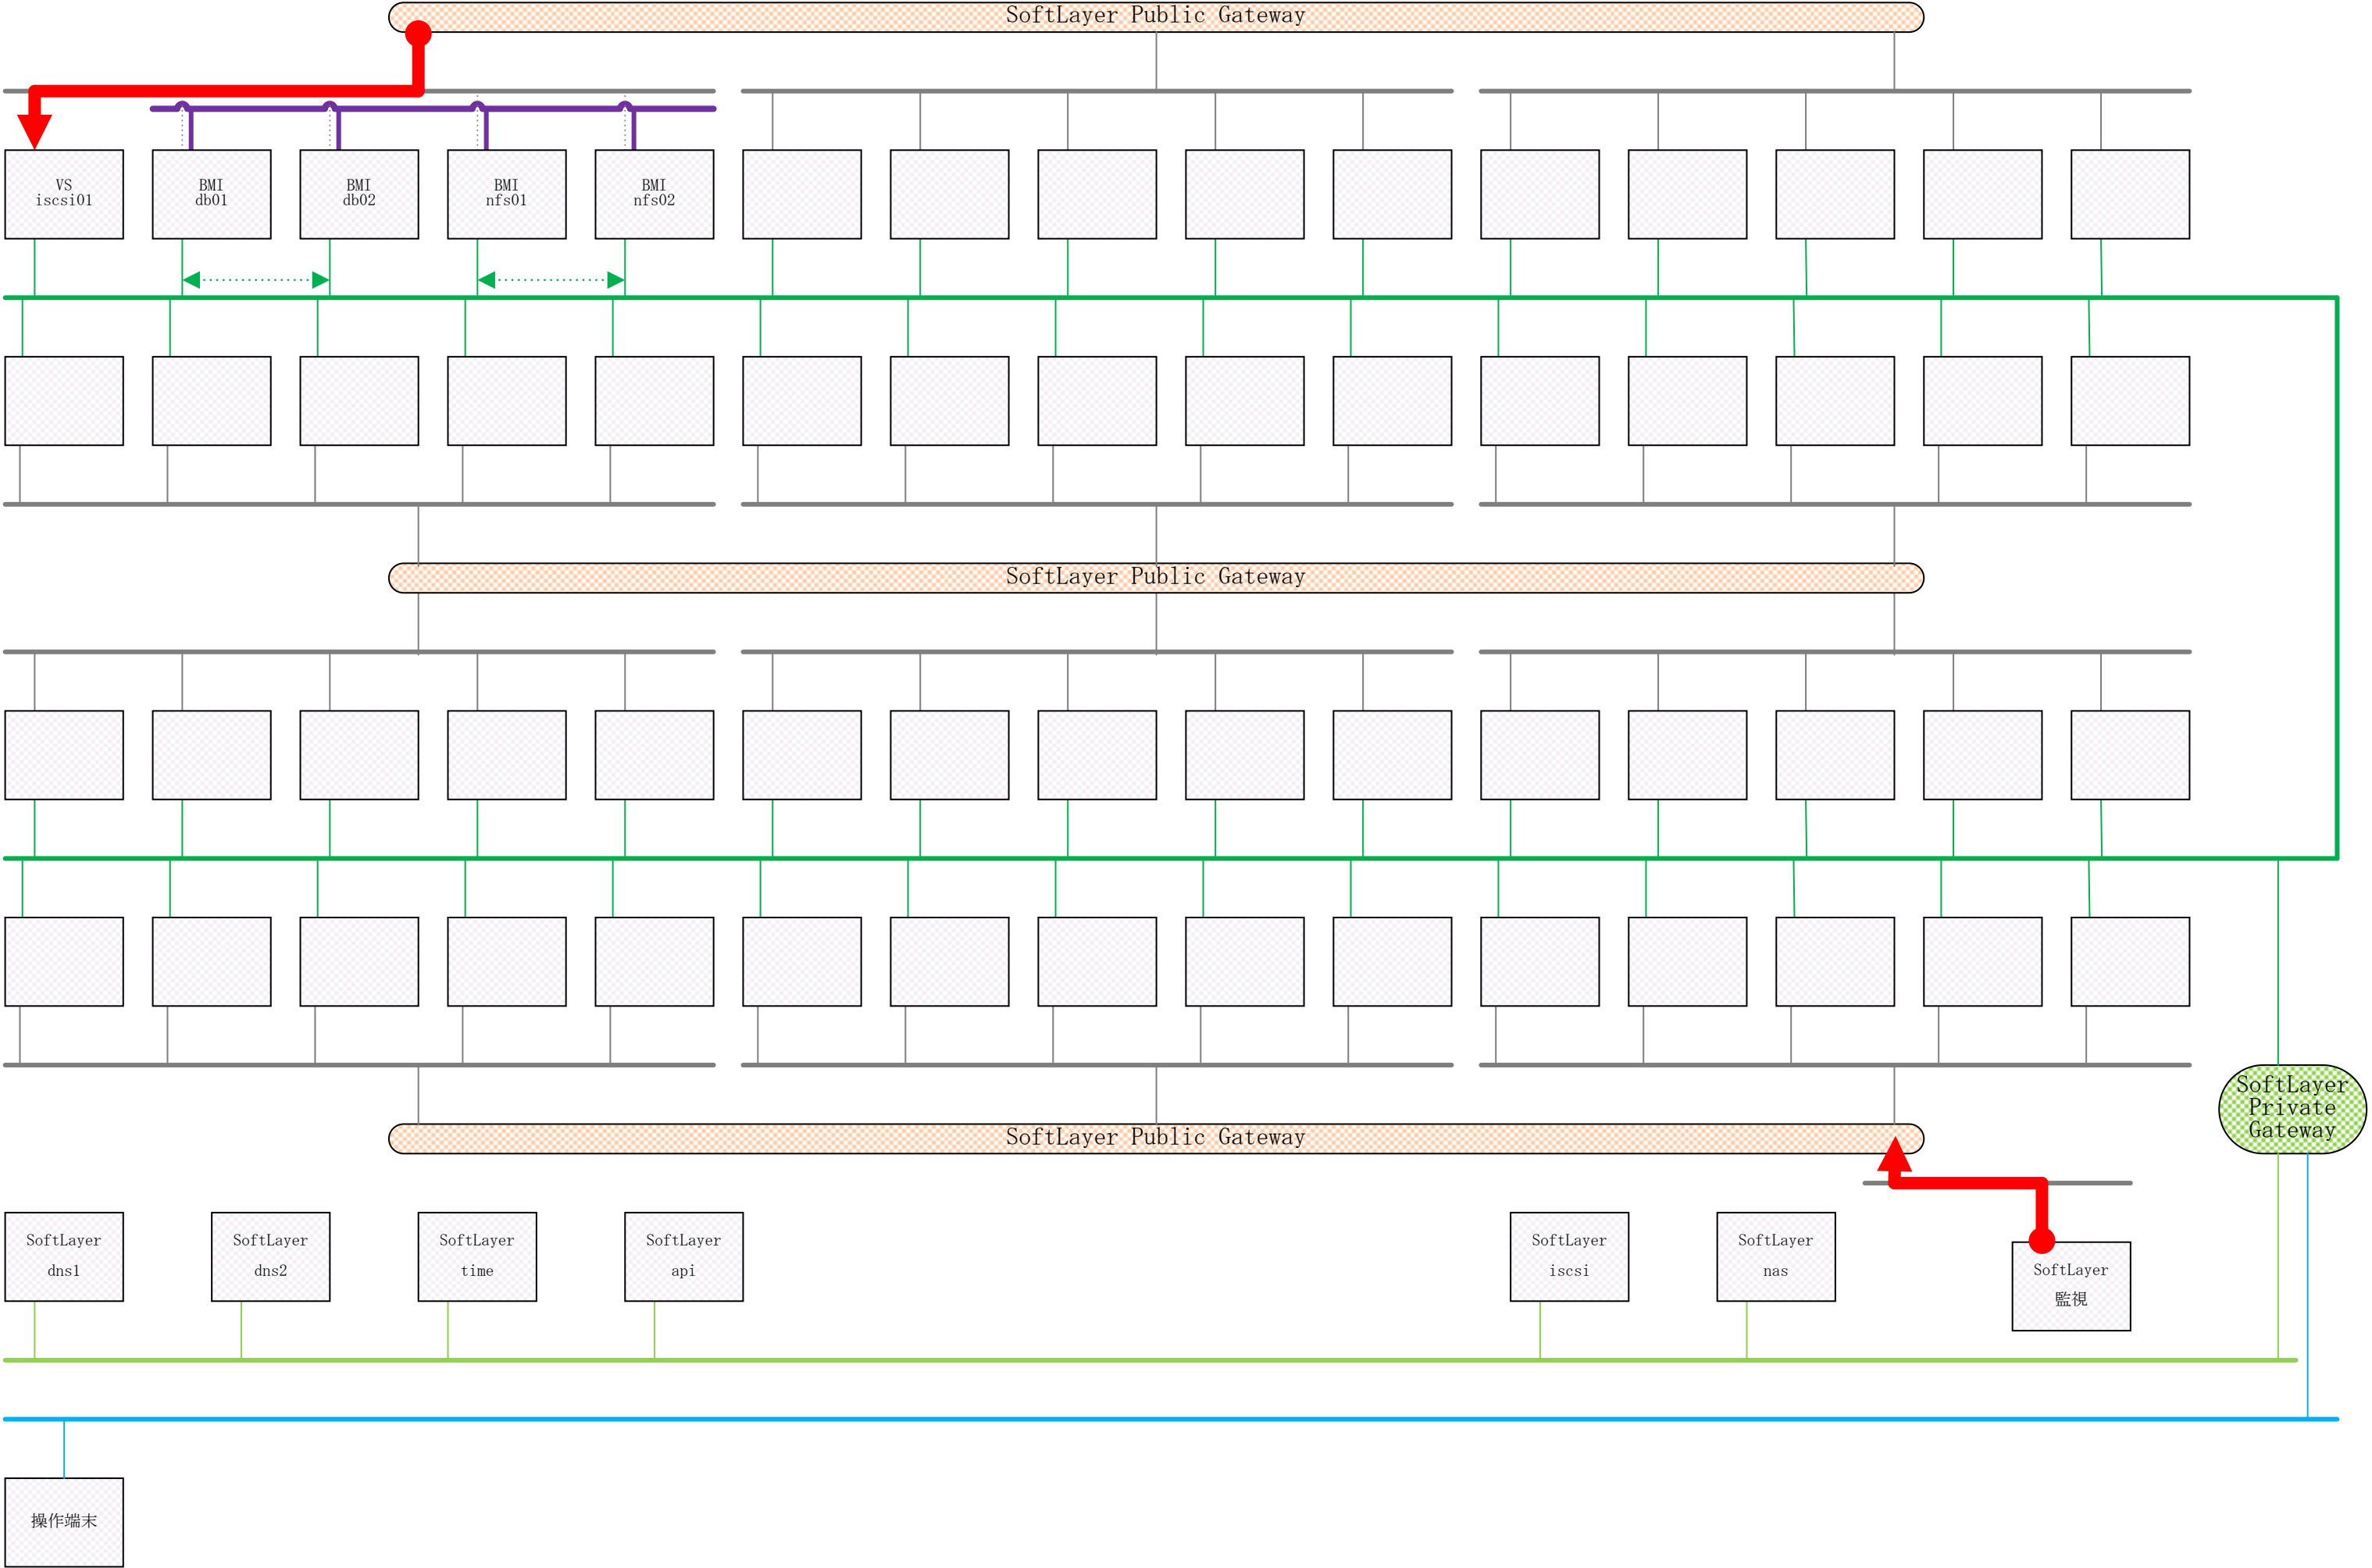 SoftLayer Public Gateway
VS
iscsi01
BMI
db01
BMI
db02
BMI
nfs01
BMI
nfs02
SoftLayer Public Gateway
SoftLayer
Private
Gateway
SoftLayer Public Gateway
SoftLayer
dns1
SoftLayer
dns2
SoftLayer
time
SoftLayer
api
SoftLayer
iscsi
SoftLayer
nas
SoftLayer
監視
操作端末